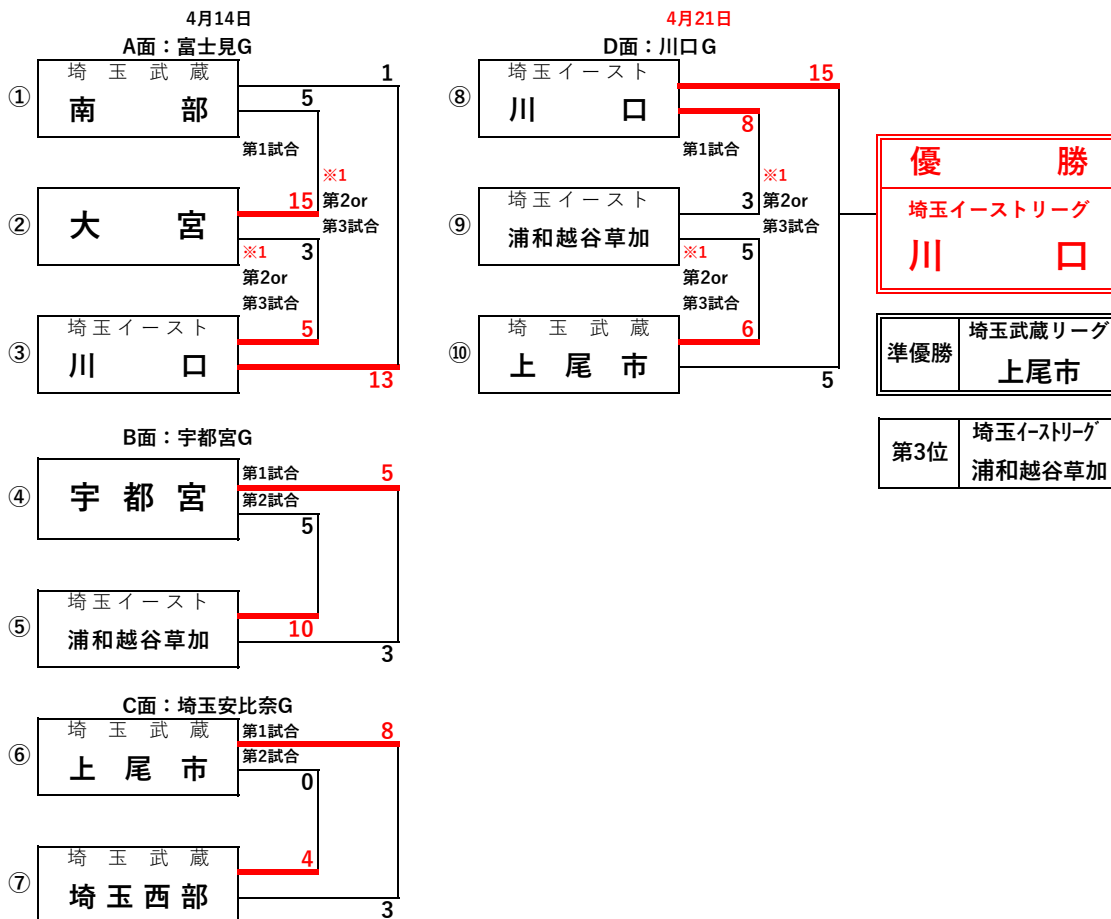 4月14日
A面：富士見G
①
埼玉武蔵
南部
1
5
第1試合
※1
第2or
第3試合
②
大宮
15
3
※1
第2or
第3試合
③
埼玉イースト
川口
5
13
B面：宇都宮G
④
宇都宮
第1試合
5
第2試合
5
⑤
埼玉イースト
浦和越谷草加
10
3
C面：埼玉安比奈G
⑥
埼玉武蔵
上尾市
第1試合
8
第2試合
0
⑦
埼玉武蔵
埼玉西部
4
3
4月21日
D面：川口G
⑧
埼玉イースト
川口
15
8
第1試合
※1
第2or
第3試合
⑨
埼玉イースト
浦和越谷草加
3
5
※1
第2or
第3試合
⑩
埼玉武蔵
上尾市
6
5
優勝
埼玉イーストリーグ
川口
準優勝
埼玉武蔵リーグ
上尾市
第3位
埼玉ｲｰｽﾄﾘｰｸﾞ
浦和越谷草加